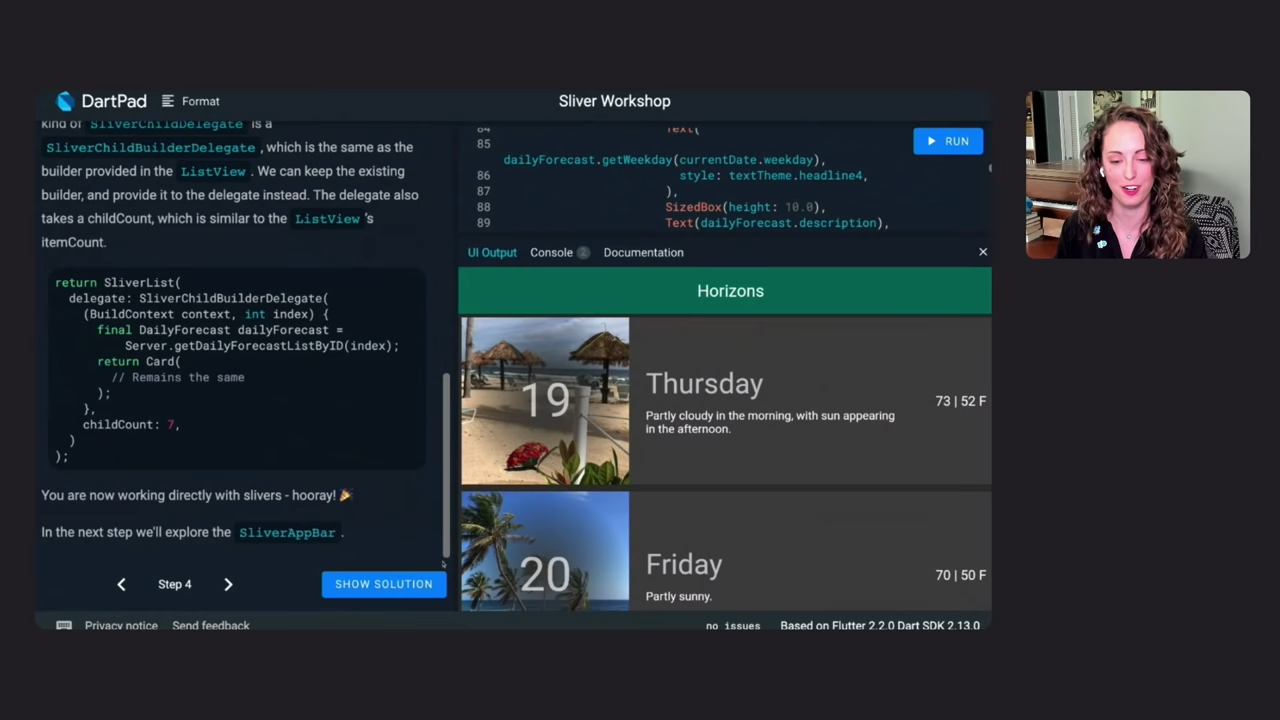 DartPad
Format
Sliver Workshop
kind of SliverChildDelegate is a
SliverChildBuilderDelegate, which is the same as the
builder provided in the ListView. We can keep the existing
builder, and provide it to the delegate instead. The delegate also
takes a childCount, which is similar to the ListView's
itemCount.
return SliverList(
delegate: SliverChildBuilderDelegate(
(BuildContext context, int index) {
final DailyForecast dailyForecast =
Server.getDailyForecastListByID(index);
return Card(
// Remains the same
);
},
childCount: 7,
)
);
You are now working directly with slivers - hooray! 🎉
In the next step we'll explore the SliverAppBar.
Step 4
SHOW SOLUTION
84 Text(
85
dailyForecast.getWeekday(currentDate.weekday),
86 style: textTheme.headline4,
87 ),
88 SizedBox(height: 10.0),
89 Text(dailyForecast.description),
RUN
UI Output
Console 2
Documentation
Horizons
19
Thursday
Partly cloudy in the morning, with sun appearing
in the afternoon.
73 | 52 F
20
Friday
Partly sunny.
70 | 50 F
Privacy notice
Send feedback
no issues
Based on Flutter 2.2.0 Dart SDK 2.13.0